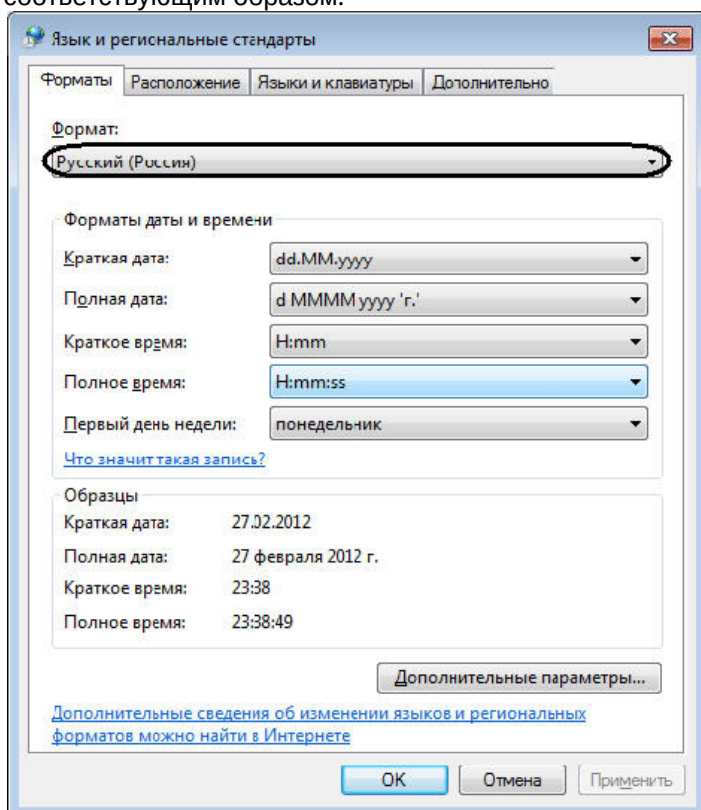 соответствующим образом.
Язык и региональные стандарты
Форматы Расположение Языки и клавиатуры Дополнительно
Формат:
Русский (Россия)
Форматы даты и времени
Краткая дата: dd.MM.yyyy
Полная дата: d MMMM yyyy 'г.'
Краткое время: H:mm
Полное время: H:mm:ss
Первый день недели: понедельник
Что значит такая запись?
Образцы
Краткая дата: 27.02.2012
Полная дата: 27 февраля 2012 г.
Краткое время: 23:38
Полное время: 23:38:49
Дополнительные параметры...
Дополнительные сведения об изменении языков и региональных
форматов можно найти в Интернете
ОК Отмена Применить